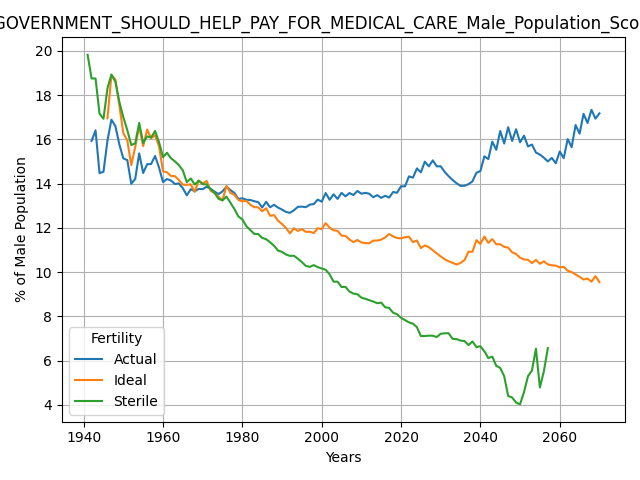 GOVERNMENT_SHOULD_HELP_PAY_FOR_MEDICAL_CARE_Male_Population_Sco
20
18
16
14
12
10
8
6
4
% of Male Population
Fertility
Actual
Ideal
Sterile
1940 1960 1980 2000 2020 2040 2060
Years